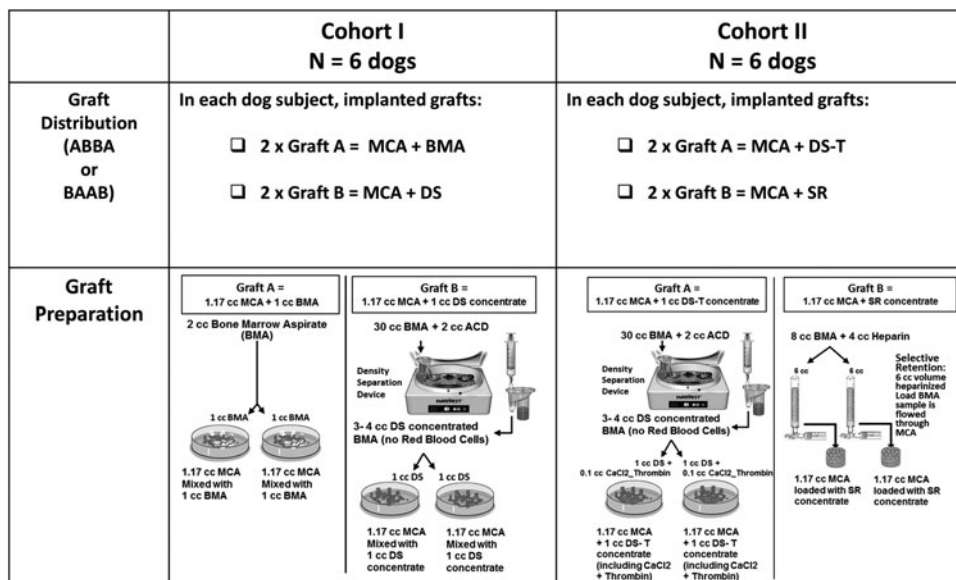 Cohort I
N = 6 dogs
Cohort II
N = 6 dogs
Graft
Distribution
(ABBA
or
BAAB)
In each dog subject, implanted grafts:
❑ 2 x Graft A = MCA + BMA
❑ 2 x Graft B = MCA + DS
In each dog subject, implanted grafts:
❑ 2 x Graft A = MCA + DS-T
❑ 2 x Graft B = MCA + SR
Graft
Preparation
Graft A =
1.17 cc MCA + 1 cc BMA
2 cc Bone Marrow Aspirate
(BMA)
1 cc BMA 1 cc BMA
1.17 cc MCA
Mixed with
1 cc BMA
1.17 cc MCA
Mixed with
1 cc BMA
Graft B =
1.17 cc MCA + 1 cc DS concentrate
30 cc BMA + 2 cc ACD
Density
Separation
Device
3- 4 cc DS concentrated
BMA (no Red Blood Cells)
1 cc DS 1 cc DS
1.17 cc MCA
Mixed with
1 cc DS
concentrate
1.17 cc MCA
Mixed with
1 cc DS
concentrate
Graft A =
1.17 cc MCA + 1 cc DS-T concentrate
30 cc BMA + 2 cc ACD
Density
Separation
Device
3- 4 cc DS concentrated
BMA (no Red Blood Cells)
1 cc DS +
0.1 cc CaCl2_Thrombin
1 cc DS +
0.1 cc CaCl2_Thrombin
1.17 cc MCA
+ 1 cc DS- T
concentrate
(including CaCl2
+ Thrombin)
1.17 cc MCA
+ 1 cc DS- T
concentrate
(including CaCl2
+ Thrombin)
Graft B =
1.17 cc MCA + SR concentrate
8 cc BMA + 4 cc Heparin
6 cc 6 cc
Selective
Retention:
6 cc volume
heparinized
Load BMA
sample is
flowed
through
MCA
1.17 cc MCA
loaded with SR
concentrate
1.17 cc MCA
loaded with SR
concentrate